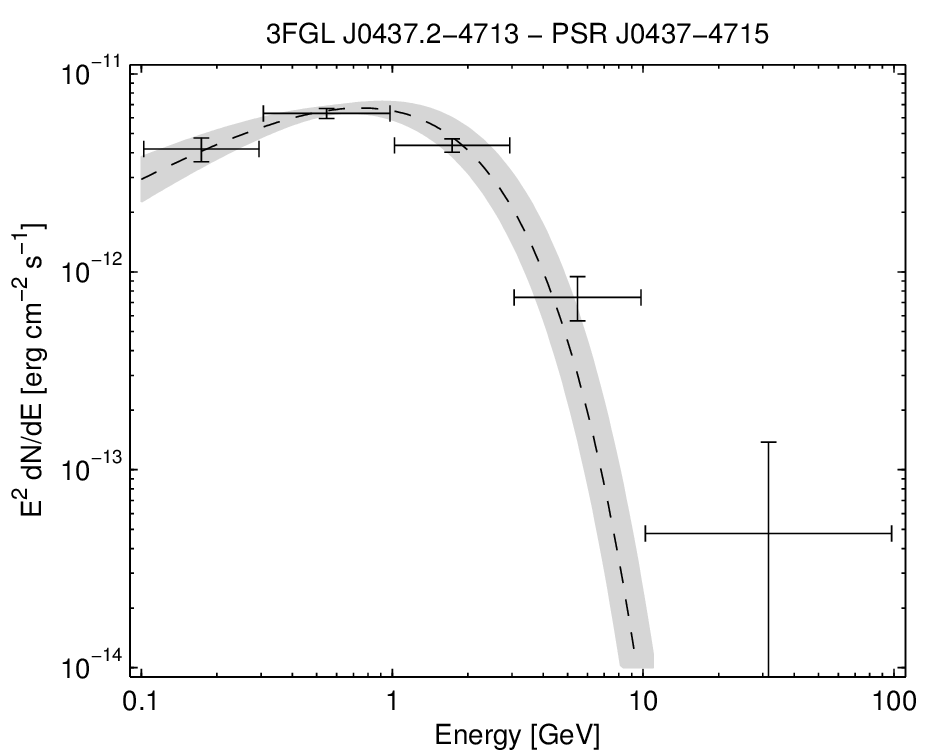 3FGL J0437.2−4713 − PSR J0437−4715
10⁻¹¹
10⁻¹²
10⁻¹³
10⁻¹⁴
E² dN/dE [erg cm⁻² s⁻¹]
0.1 1 10 100
Energy [GeV]